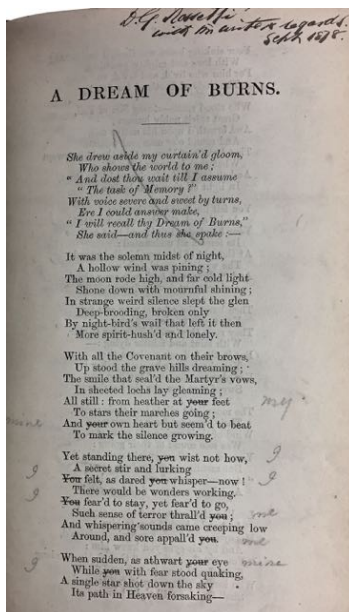 D. G. Rossetti
with the writer's regards.
Sept. 1878.
A DREAM OF BURNS.
She drew aside my curtain'd gloom,
Who shows the world to me:
" And dost thou wait till I assume
" The task of Memory ?"
With voice severe and sweet by turns,
Ere I could answer make,
" I will recall thy Dream of Burns,"
She said—and thus she spake :—
It was the solemn midst of night,
A hollow wind was pining ;
The moon rode high, and far cold light
Shone down with mournful shining ;
In strange weird silence slept the glen
Deep-brooding, broken only
By night-bird's wail that left it then
More spirit-hush'd and lonely.
With all the Covenant on their brows,
Up stood the grave hills dreaming ;
The smile that seal'd the Martyr's vows,
In sheeted lochs lay gleaming ;
All still : from heather at your feet my
To stars their marches going ;
mine And your own heart but seem'd to beat
To mark the silence growing.
Yet standing there, you wist not how, I
I A secret stir and lurking
I You felt, as dared you whisper—now ! I
I There would be wonders working.
You fear'd to stay, yet fear'd to go,
Such sense of terror thrall'd you ; me
And whispering sounds came creeping low
Around, and sore appall'd you. me
When sudden, as athwart your eye mine
I While you with fear stood quaking,
A single star shot down the sky
Its path in Heaven forsaking—